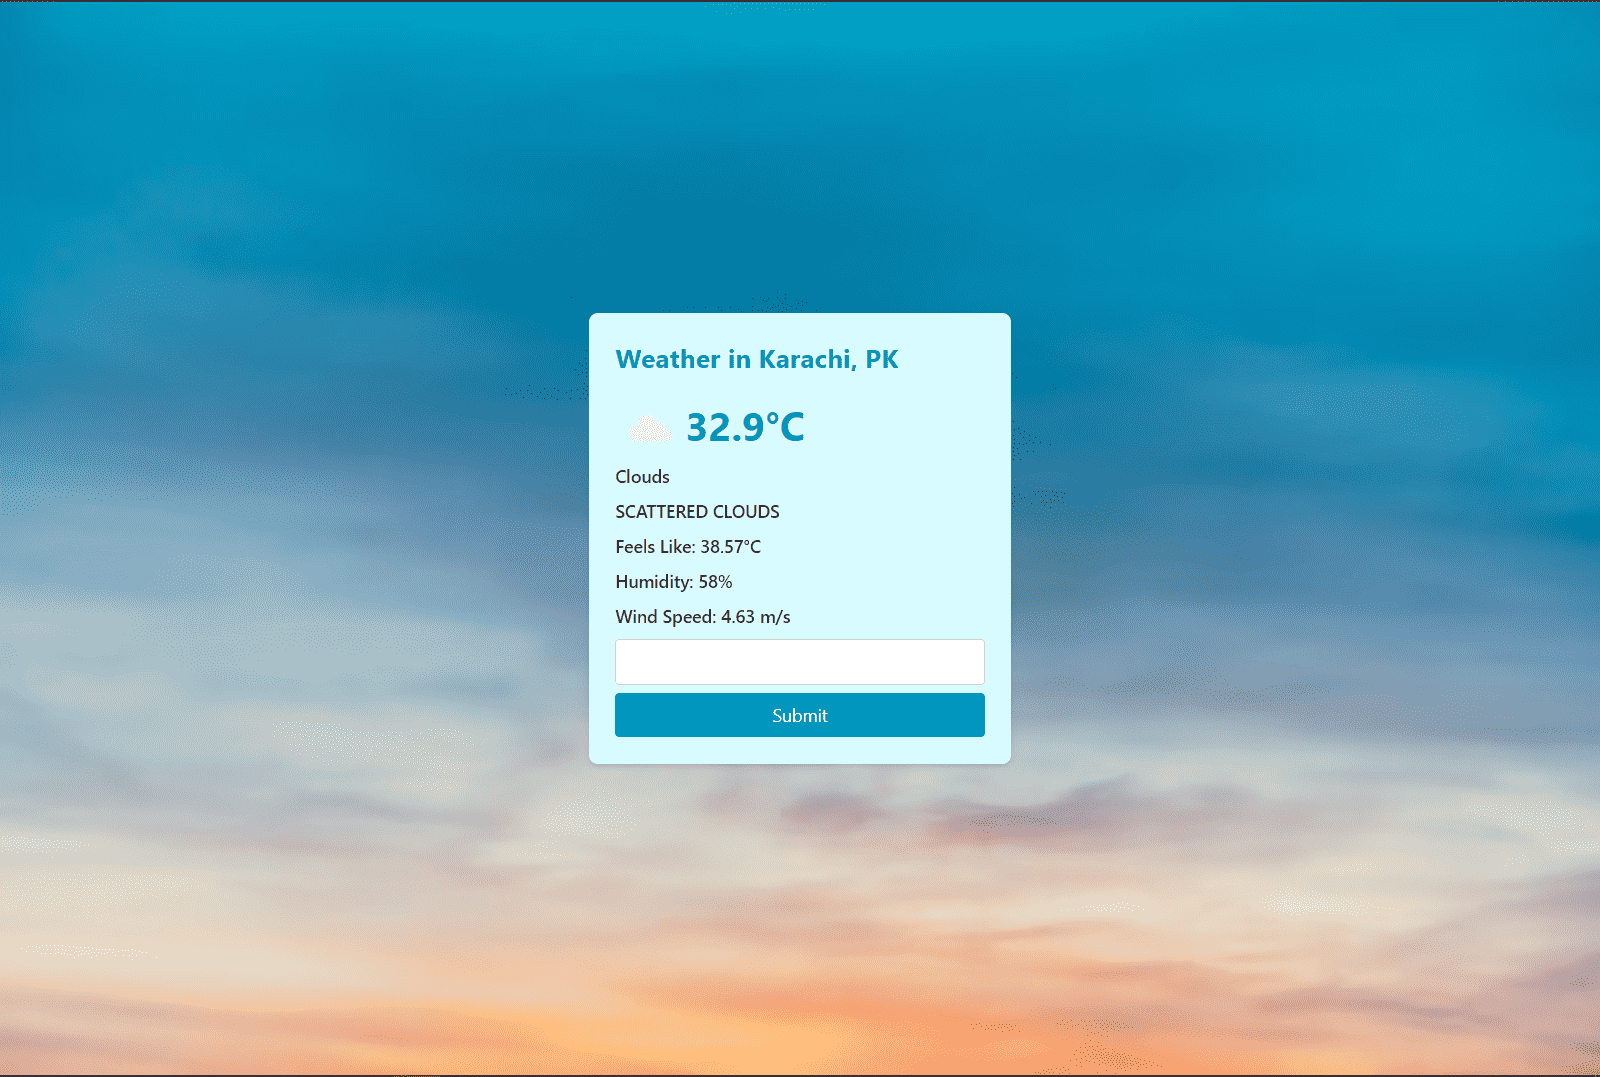 Weather in Karachi, PK
32.9°C
Clouds
SCATTERED CLOUDS
Feels Like: 38.57°C
Humidity: 58%
Wind Speed: 4.63 m/s
Submit